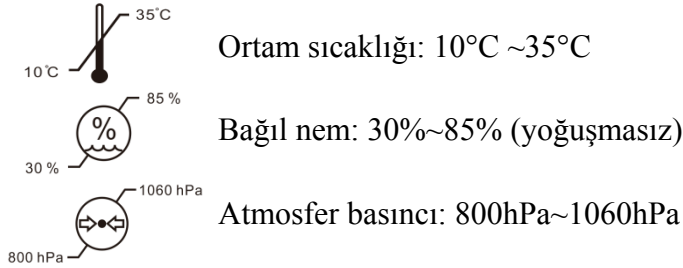 35°C
Ortam sıcaklığı: 10°C ~35°C
10°C
85 %
%
Bağıl nem: 30%~85% (yoğuşmasız)
30 %
1060 hPa
Atmosfer basıncı: 800hPa~1060hPa
800 hPa